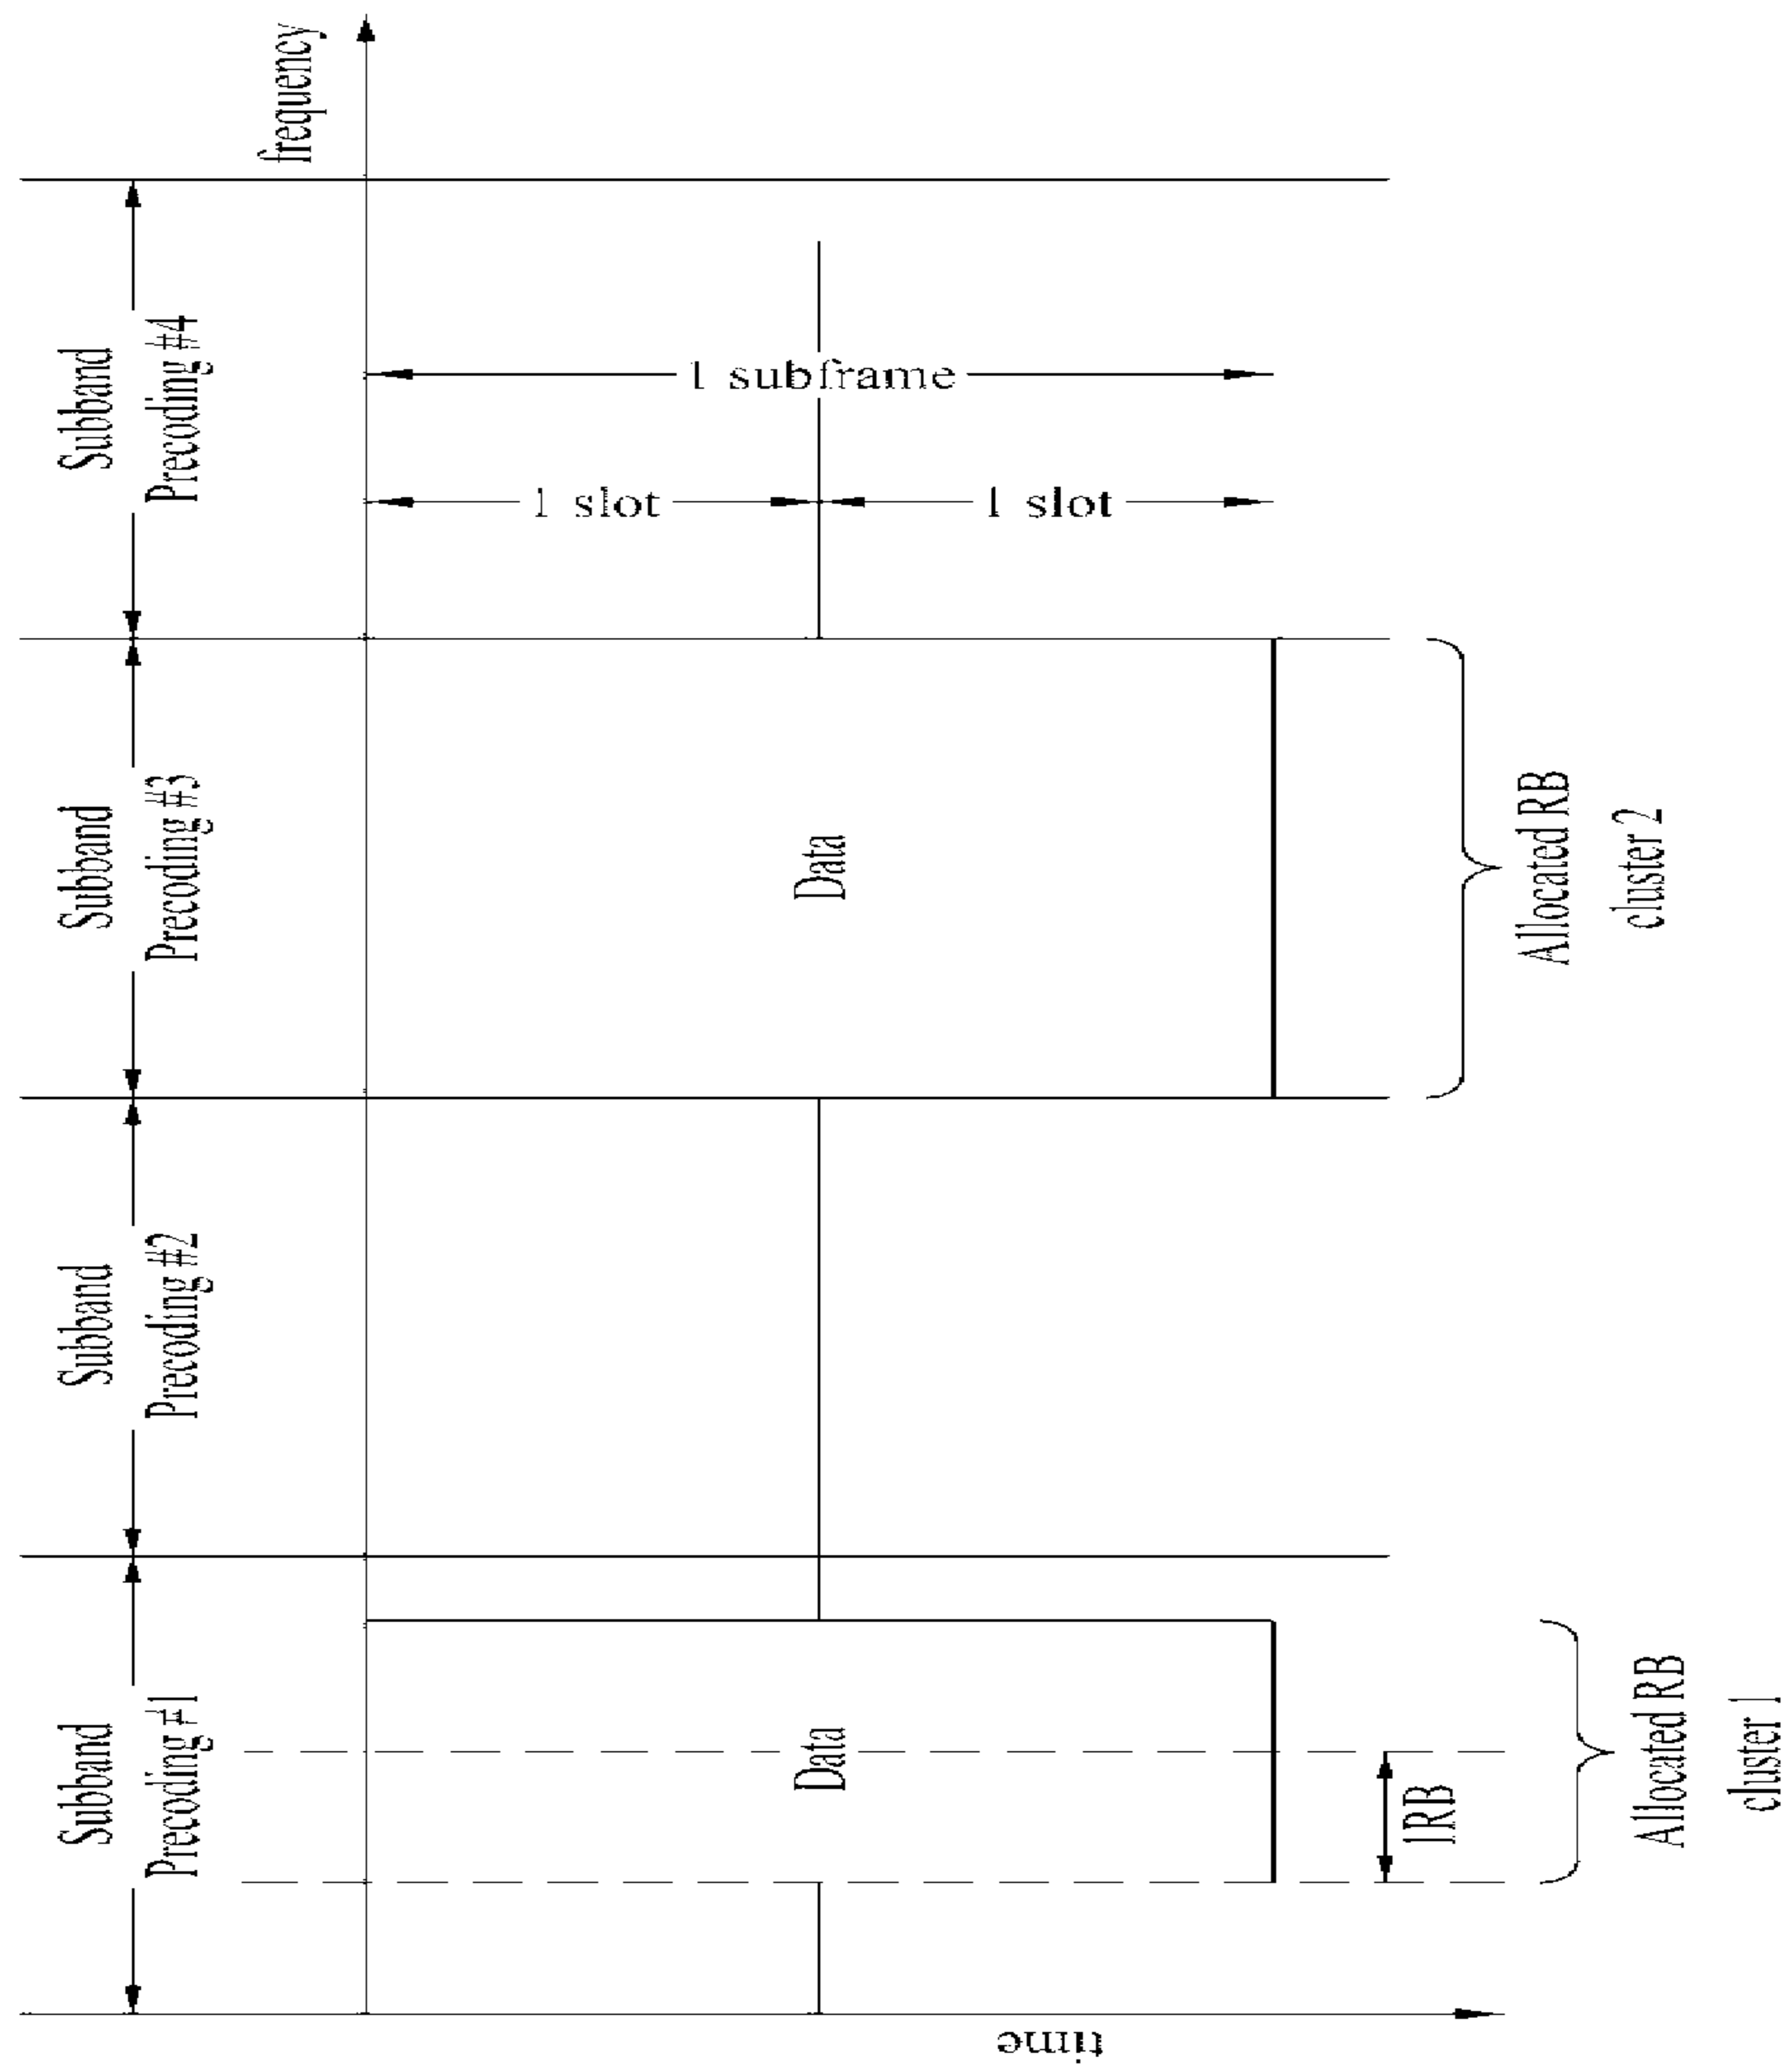 Subband
Precoding #1
Subband
Precoding #2
Subband
Precoding #3
Subband
Precoding #4
frequency
1 subframe
1 slot
1 slot
Data
Data
1RB
Allocated RB
cluster 1
Allocated RB
cluster 2
time